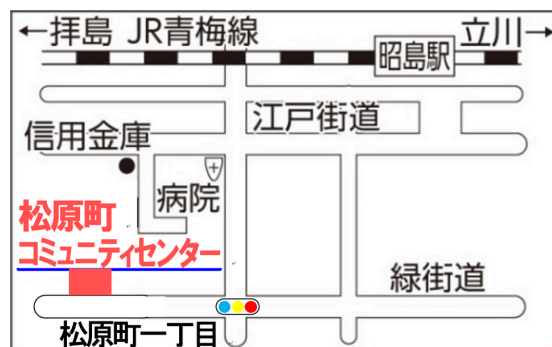 ←拝島 JR青梅線 立川→
昭島駅
江戸街道
信用金庫
病院
松原町
コミュニティセンター
緑街道
松原町一丁目